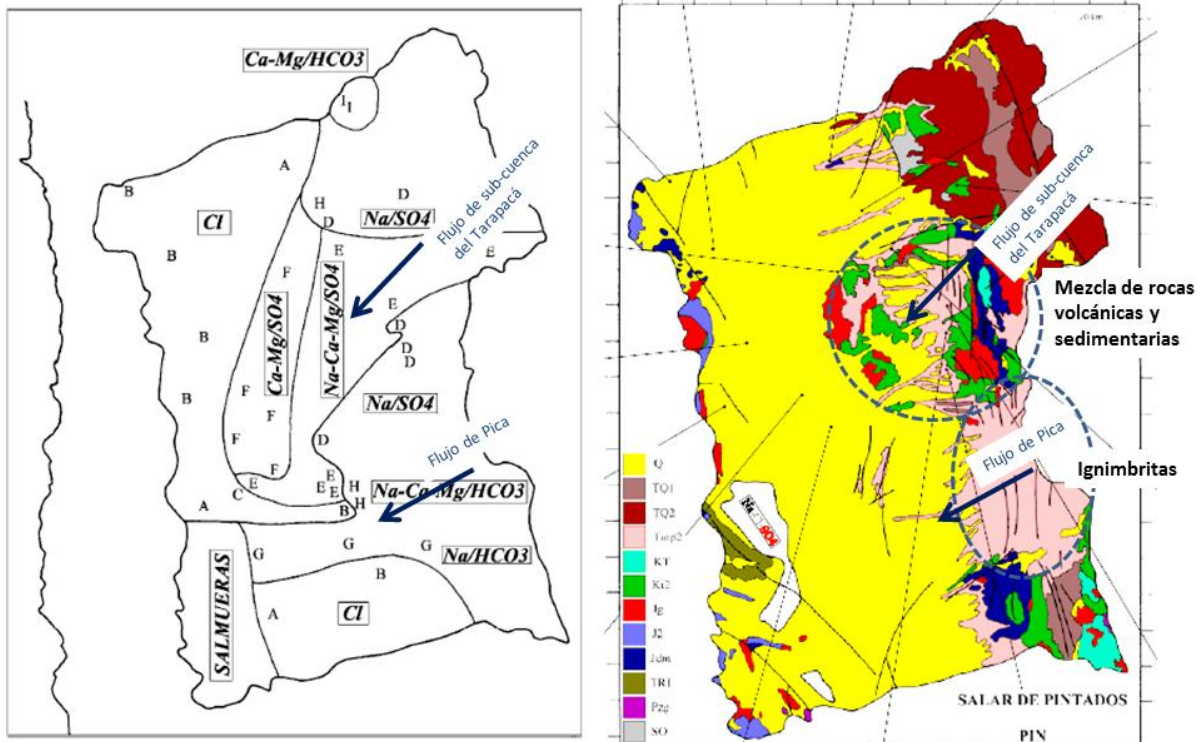 Ca-Mg/HCO3
I
I
A
B
Cl
H
D
D
Na/SO4
Flujo de sub-cuenca
del Tarapacá
B
E
E
F
Ca-Mg/SO4
Na-Ca-Mg/SO4
E
D
D
D
B
B
F
F
Na/SO4
F
D
Flujo de Pica
F
E
C
E
E
E
H
H
Na-Ca-Mg/HCO3
A
B
G
G
G
Na/HCO3
SALMUERAS
B
A
Cl
20 km
Flujo de sub-cuenca
del Tarapacá
Mezcla de rocas
volcánicas y
sedimentarias
Flujo de Pica
Ignimbritas
Q
TQ1
TQ2
KT
Ki2
Jg
J2
Jdm
TR1
Pzg
SO
SALAR DE PINTADOS
PIN